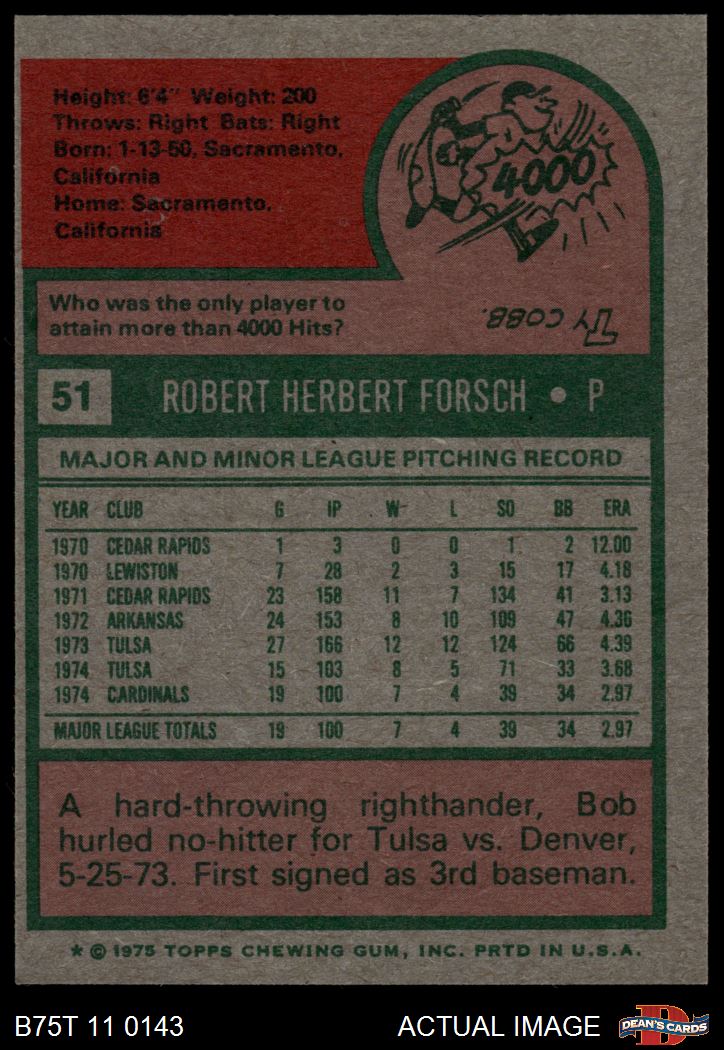 Height: 6'4" Weight: 200
Throws: Right Bats: Right
Born: 1-13-50, Sacramento,
California
Home: Sacramento,
California
4000
Who was the only player to
attain more than 4000 Hits?
TY COBB.
51 ROBERT HERBERT FORSCH • P
MAJOR AND MINOR LEAGUE PITCHING RECORD
YEAR CLUB G IP W L SO BB ERA
1970 CEDAR RAPIDS 1 3 0 0 1 2 12.00
1970 LEWISTON 7 28 2 3 15 17 4.18
1971 CEDAR RAPIDS 23 158 11 7 134 41 3.13
1972 ARKANSAS 24 153 8 10 109 47 4.36
1973 TULSA 27 166 12 12 124 66 4.39
1974 TULSA 15 103 8 5 71 33 3.68
1974 CARDINALS 19 100 7 4 39 34 2.97
MAJOR LEAGUE TOTALS 19 100 7 4 39 34 2.97
A hard-throwing righthander, Bob
hurled no-hitter for Tulsa vs. Denver,
5-25-73. First signed as 3rd baseman.
* © 1975 TOPPS CHEWING GUM, INC. PRTD IN U.S.A.
B75T 11 0143 ACTUAL IMAGE D DEAN'S CARDS